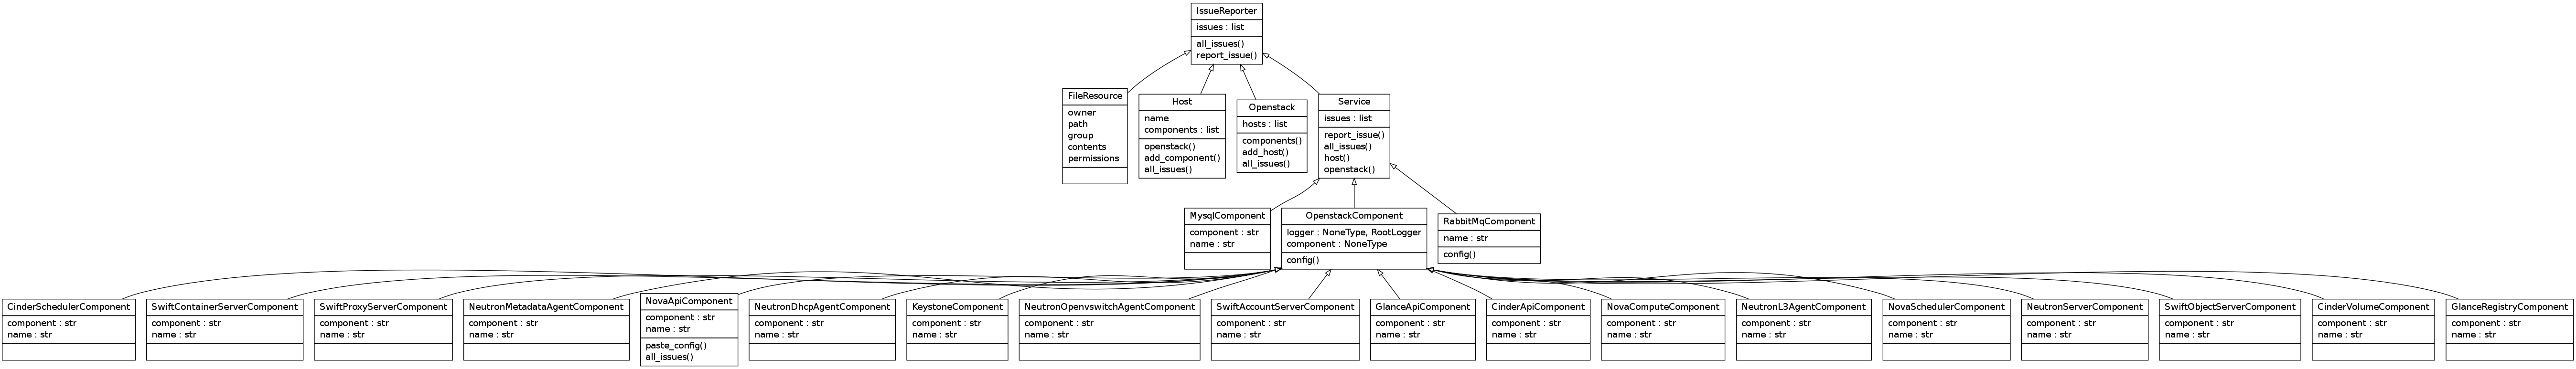 IssueReporter
issues : list
all_issues()
report_issue()
FileResource
owner
path
group
contents
permissions
Host
name
components : list
openstack()
add_component()
all_issues()
Openstack
hosts : list
components()
add_host()
all_issues()
Service
issues : list
report_issue()
all_issues()
host()
openstack()
MysqlComponent
component : str
name : str
OpenstackComponent
logger : NoneType, RootLogger
component : NoneType
config()
RabbitMqComponent
name : str
config()
CinderSchedulerComponent
component : str
name : str
SwiftContainerServerComponent
component : str
name : str
SwiftProxyServerComponent
component : str
name : str
NeutronMetadataAgentComponent
component : str
name : str
NovaApiComponent
component : str
name : str
paste_config()
all_issues()
NeutronDhcpAgentComponent
component : str
name : str
KeystoneComponent
component : str
name : str
NeutronOpenvswitchAgentComponent
component : str
name : str
SwiftAccountServerComponent
component : str
name : str
GlanceApiComponent
component : str
name : str
CinderApiComponent
component : str
name : str
NovaComputeComponent
component : str
name : str
NeutronL3AgentComponent
component : str
name : str
NovaSchedulerComponent
component : str
name : str
NeutronServerComponent
component : str
name : str
SwiftObjectServerComponent
component : str
name : str
CinderVolumeComponent
component : str
name : str
GlanceRegistryComponent
component : str
name : str